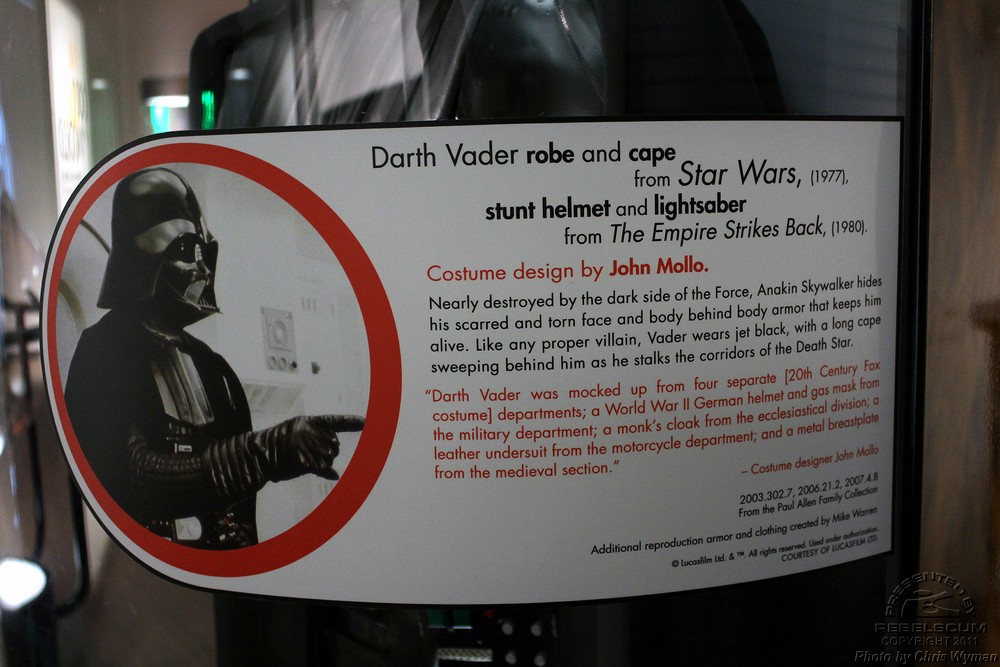 Darth Vader robe and cape
from Star Wars, (1977),
stunt helmet and lightsaber
from The Empire Strikes Back, (1980).
Costume design by John Mollo.
Nearly destroyed by the dark side of the Force, Anakin Skywalker hides
his scarred and torn face and body behind body armor that keeps him
alive. Like any proper villain, Vader wears jet black, with a long cape
sweeping behind him as he stalks the corridors of the Death Star.
"Darth Vader was mocked up from four separate [20th Century Fox
costume] departments; a World War II German helmet and gas mask from
the military department; a monk's cloak from the ecclesiastical division; a
leather undersuit from the motorcycle department; and a metal breastplate
from the medieval section."
– Costume designer John Mollo
2003.302.7, 2006.21.2, 2007.4.8
From the Paul Allen Family Collection
Additional reproduction armor and clothing created by Mike Warren
© Lucasfilm Ltd. & ™. All rights reserved. Used under authorization.
COURTESY OF LUCASFILM LTD.
PRESENTED BY
REBELSCUM
COPYRIGHT 2011
Photo by Chris Wyman